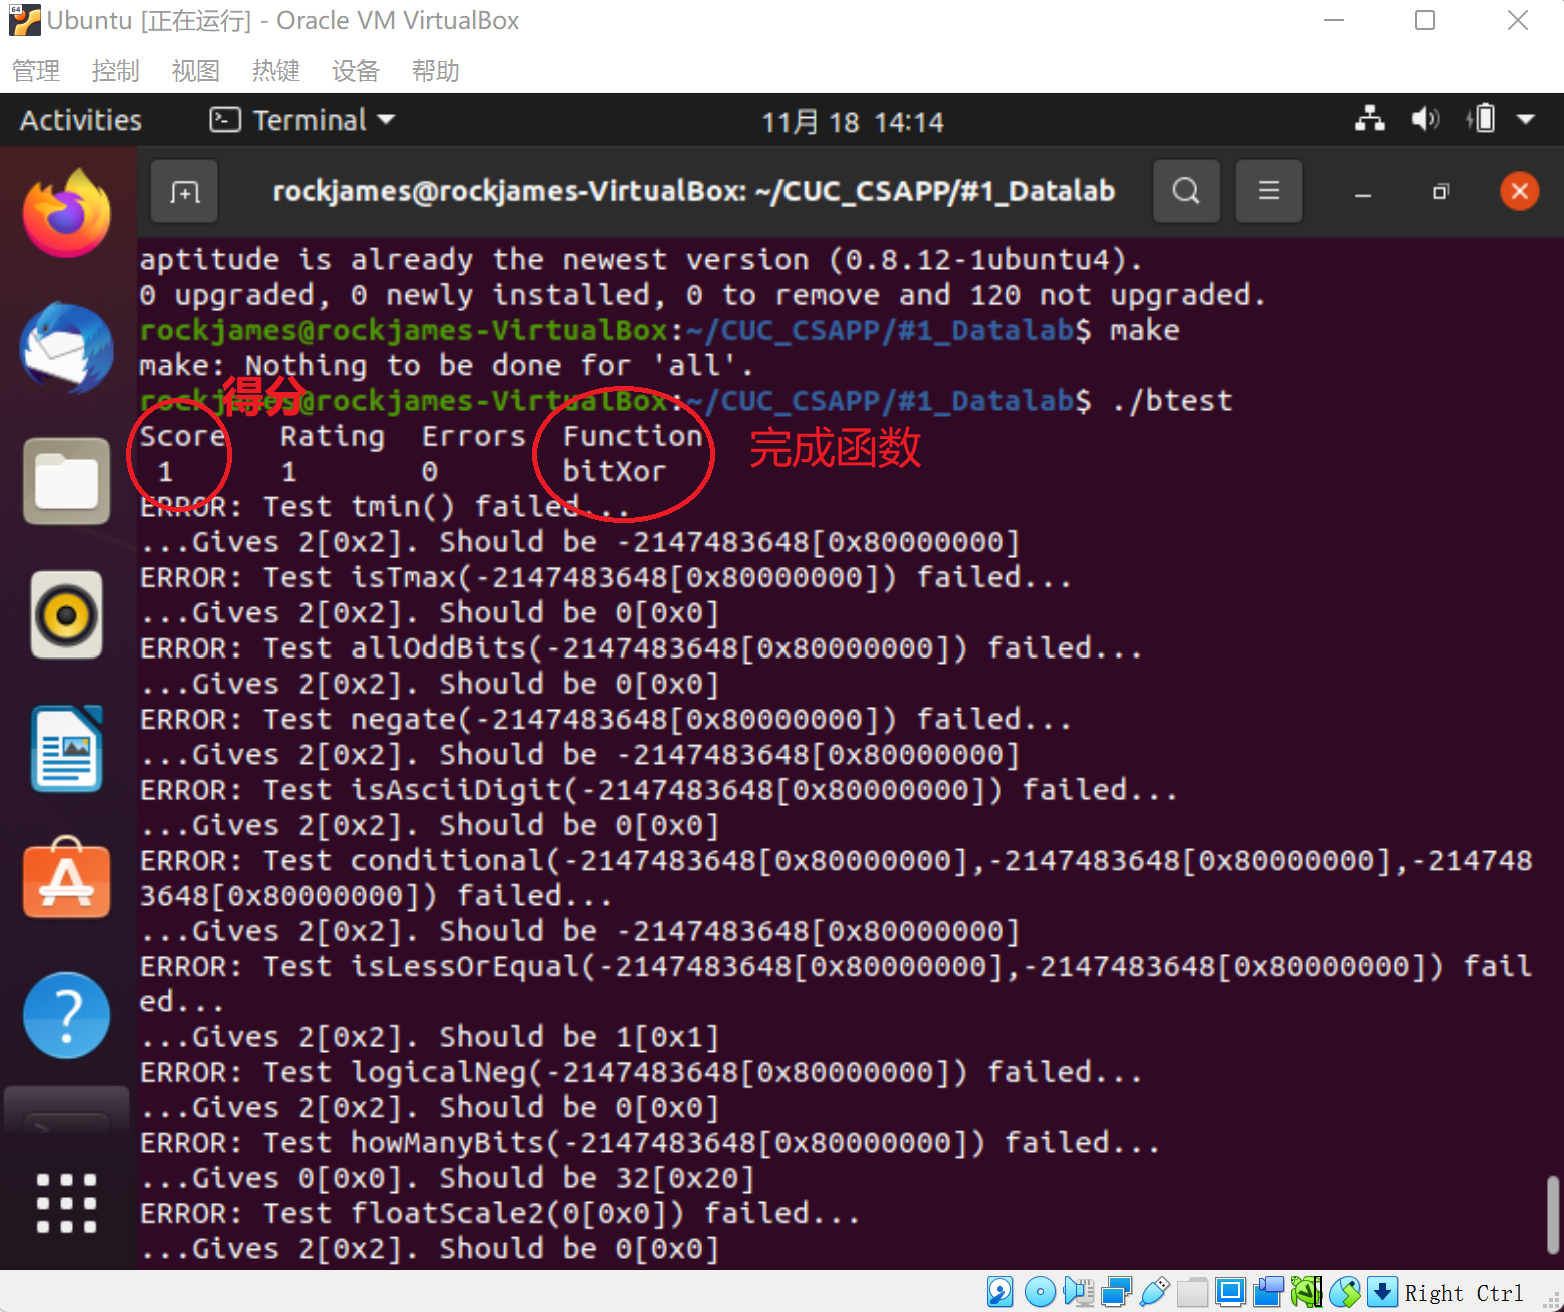 Ubuntu [正在运行] - Oracle VM VirtualBox
管理 控制 视图 热键 设备 帮助
Activities Terminal 11月 18 14:14
rockjames@rockjames-VirtualBox: ~/CUC_CSAPP/#1_Datalab
aptitude is already the newest version (0.8.12-1ubuntu4).
0 upgraded, 0 newly installed, 0 to remove and 120 not upgraded.
rockjames@rockjames-VirtualBox:~/CUC_CSAPP/#1_Datalab$ make
make: Nothing to be done for 'all'.
得分
rockjames@rockjames-VirtualBox:~/CUC_CSAPP/#1_Datalab$ ./btest
Score Rating Errors Function
完成函数
1 1 0 bitXor
ERROR: Test tmin() failed...
...Gives 2[0x2]. Should be -2147483648[0x80000000]
ERROR: Test isTmax(-2147483648[0x80000000]) failed...
...Gives 2[0x2]. Should be 0[0x0]
ERROR: Test allOddBits(-2147483648[0x80000000]) failed...
...Gives 2[0x2]. Should be 0[0x0]
ERROR: Test negate(-2147483648[0x80000000]) failed...
...Gives 2[0x2]. Should be -2147483648[0x80000000]
ERROR: Test isAsciiDigit(-2147483648[0x80000000]) failed...
...Gives 2[0x2]. Should be 0[0x0]
ERROR: Test conditional(-2147483648[0x80000000],-2147483648[0x80000000],-214748
3648[0x80000000]) failed...
...Gives 2[0x2]. Should be -2147483648[0x80000000]
ERROR: Test isLessOrEqual(-2147483648[0x80000000],-2147483648[0x80000000]) fail
ed...
...Gives 2[0x2]. Should be 1[0x1]
ERROR: Test logicalNeg(-2147483648[0x80000000]) failed...
...Gives 2[0x2]. Should be 0[0x0]
ERROR: Test howManyBits(-2147483648[0x80000000]) failed...
...Gives 0[0x0]. Should be 32[0x20]
ERROR: Test floatScale2(0[0x0]) failed...
...Gives 2[0x2]. Should be 0[0x0]
Right Ctrl